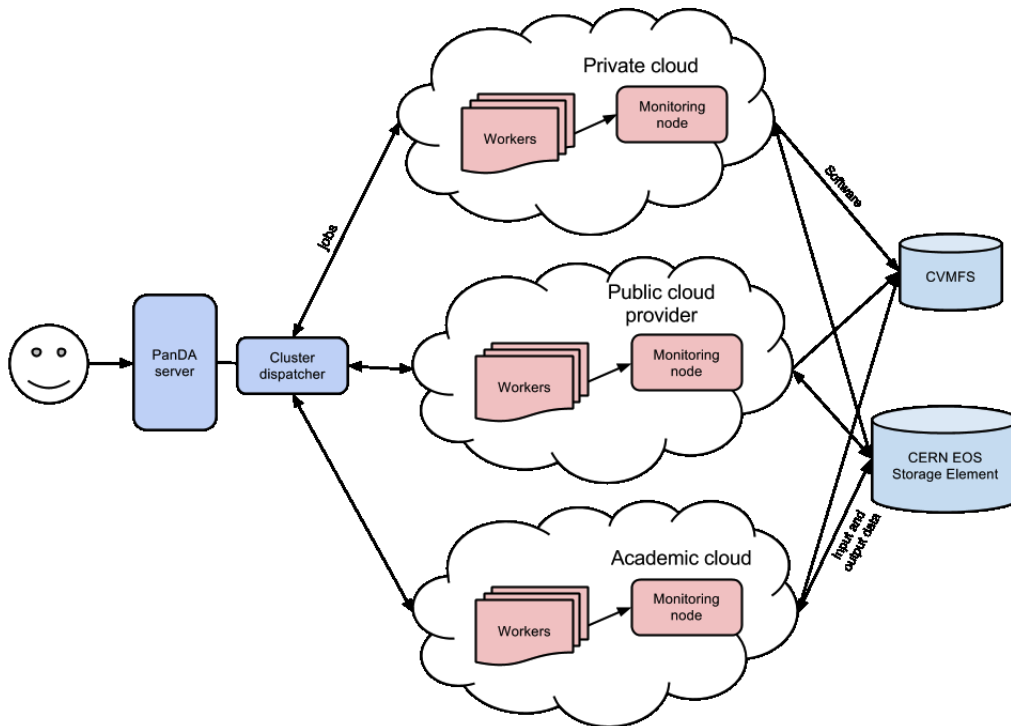 Private cloud
Workers
Monitoring
node
Software
jobs
CVMFS
Public cloud
provider
Workers
Monitoring
node
PanDA
server
Cluster
dispatcher
CERN EOS
Storage Element
Input and
output data
Academic cloud
Workers
Monitoring
node